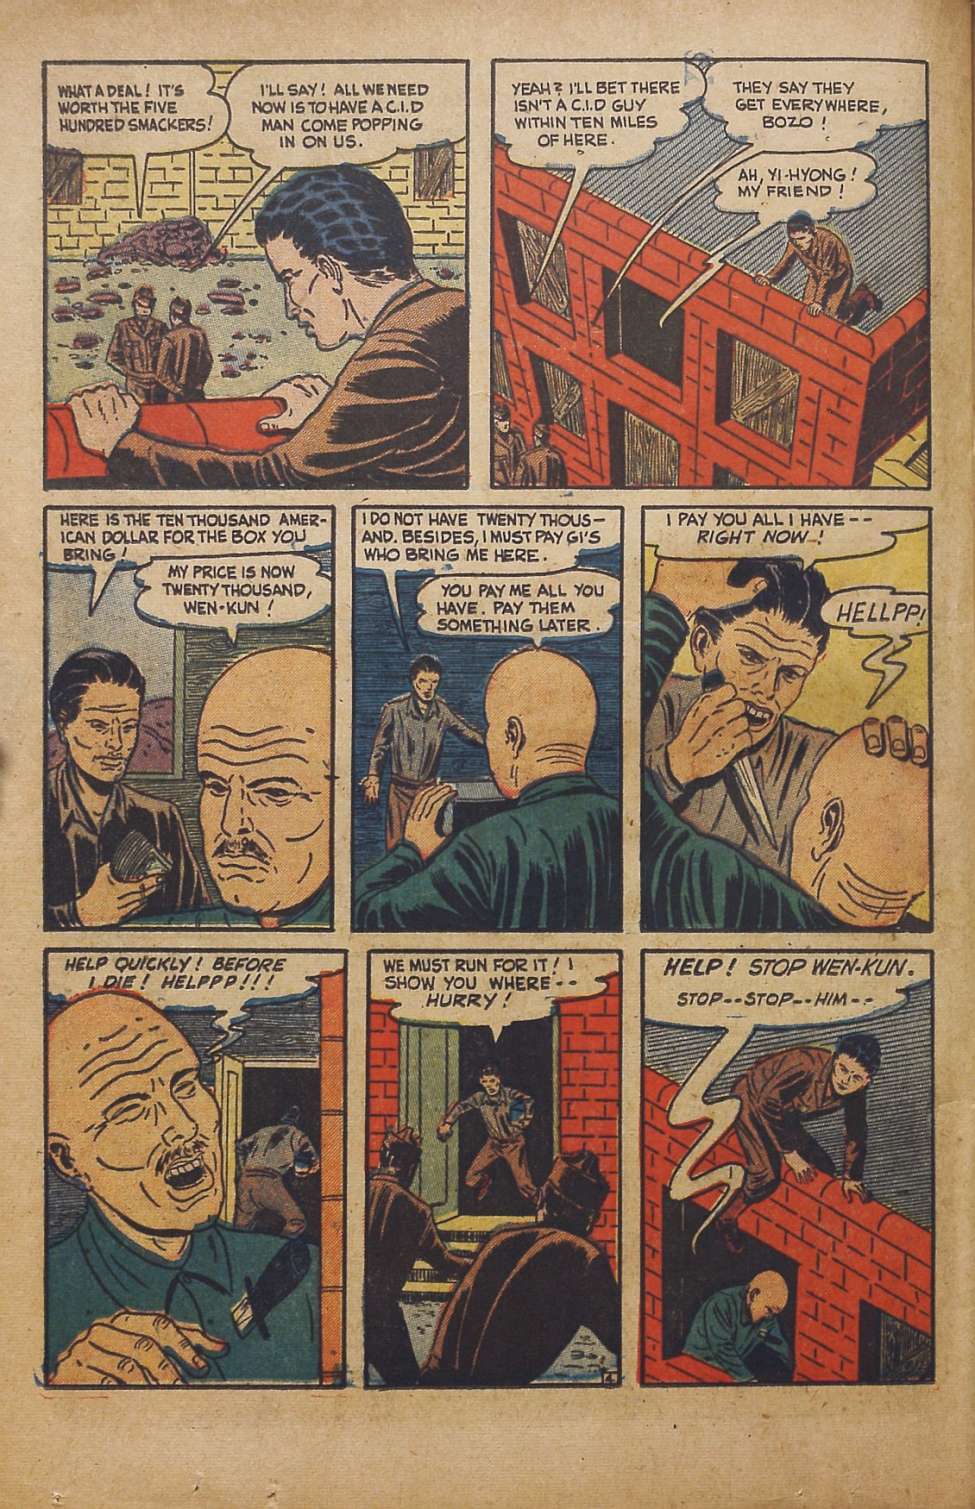 WHAT A DEAL! IT'S
WORTH THE FIVE
HUNDRED SMACKERS!
I'LL SAY! ALL WE NEED
NOW IS TO HAVE A C.I.D
MAN COME POPPING
IN ON US.
YEAH? I'LL BET THERE
ISN'T A C.I.D GUY
WITHIN TEN MILES
OF HERE.
THEY SAY THEY
GET EVERYWHERE,
BOZO!
AH, YI-HYONG!
MY FRIEND!
HERE IS THE TEN THOUSAND AMER-
ICAN DOLLAR FOR THE BOX YOU
BRING!
MY PRICE IS NOW
TWENTY THOUSAND,
WEN-KUN!
I DO NOT HAVE TWENTY THOUS-
AND. BESIDES, I MUST PAY GI'S
WHO BRING ME HERE.
YOU PAY ME ALL YOU
HAVE. PAY THEM
SOMETHING LATER.
I PAY YOU ALL I HAVE--
RIGHT NOW!
HELLPP!
HELP QUICKLY! BEFORE
I DIE! HELPPP!!!
WE MUST RUN FOR IT! I
SHOW YOU WHERE--
HURRY!
HELP! STOP WEN-KUN.
STOP--STOP--HIM--
4